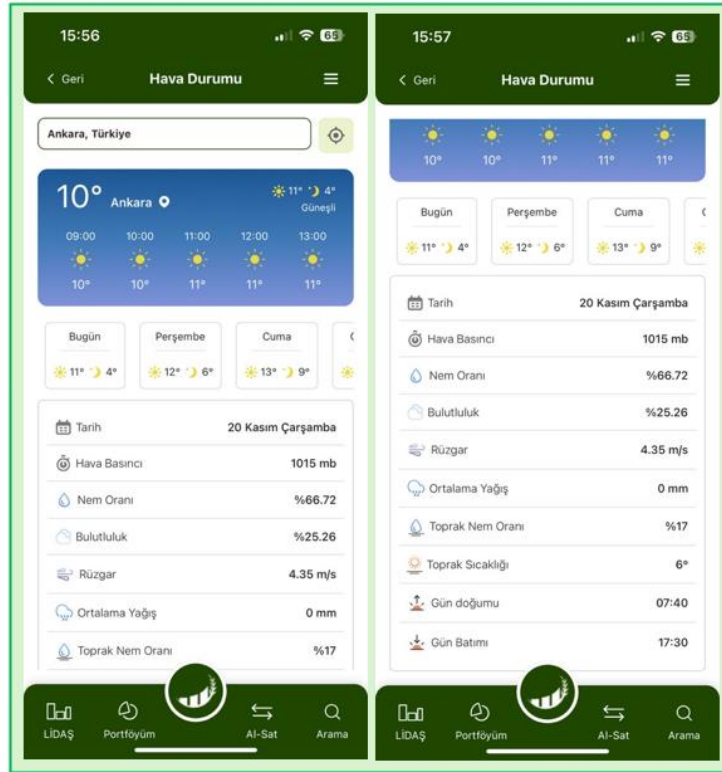 15:56
65
Geri
Hava Durumu
Ankara, Türkiye
10° Ankara
11° 4°
Güneşli
09:00 10:00 11:00 12:00 13:00
10° 10° 11° 11° 11°
Bugün
Perşembe
Cuma
11° 4°
12° 6°
13° 9°
Tarih 20 Kasım Çarşamba
Hava Basıncı 1015 mb
Nem Oranı %66.72
Bulutluluk %25.26
Rüzgar 4.35 m/s
Ortalama Yağış 0 mm
Toprak Nem Oranı %17
LİDAŞ
Portföyüm
Al-Sat
Arama
15:57
65
Geri
Hava Durumu
10° 10° 11° 11° 11°
Bugün
Perşembe
Cuma
11° 4°
12° 6°
13° 9°
Tarih 20 Kasım Çarşamba
Hava Basıncı 1015 mb
Nem Oranı %66.72
Bulutluluk %25.26
Rüzgar 4.35 m/s
Ortalama Yağış 0 mm
Toprak Nem Oranı %17
Toprak Sıcaklığı 6°
Gün doğumu 07:40
Gün Batımı 17:30
LİDAŞ
Portföyüm
Al-Sat
Arama